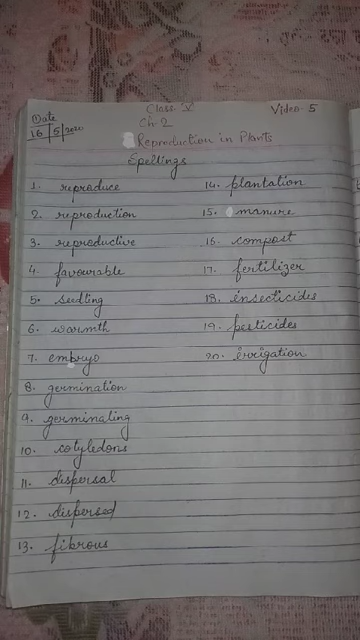 Class V Video 5
Date Ch 2
16 5 2020
Reproduction in Plants
Spellings
1. reproduce
2. reproduction
3. reproductive
4. favourable
5. seedling
6. warmth
7. embryo
8. germination
9. germinating
10. cotyledons
11. dispersal
12. dispersed
13. fibrous
14. plantation
15. manure
16. compost
17. fertilizer
18. insecticides
19. pesticides
20. irrigation